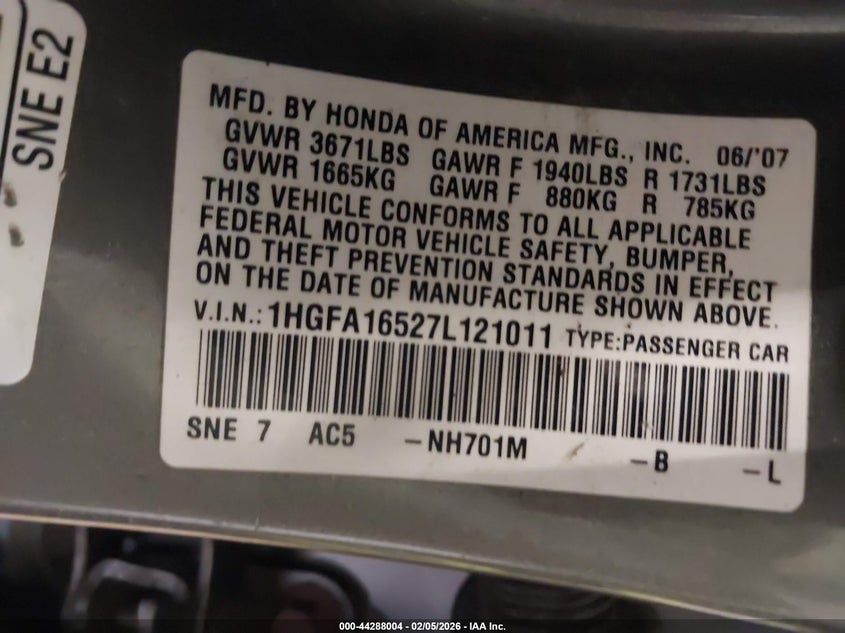 SNE E2
MFD. BY HONDA OF AMERICA MFG., INC. 06/'07
GVWR 3671LBS GAWR F 1940LBS R 1731LBS
GVWR 1665KG GAWR F 880KG R 785KG
THIS VEHICLE CONFORMS TO ALL APPLICABLE
FEDERAL MOTOR VEHICLE SAFETY, BUMPER,
AND THEFT PREVENTION STANDARDS IN EFFECT
ON THE DATE OF MANUFACTURE SHOWN ABOVE.
V.I.N.: 1HGFA16527L121011 TYPE:PASSENGER CAR
SNE 7 AC5 -NH701M -B -L
000-44288004 - 02/05/2026 - IAA Inc.